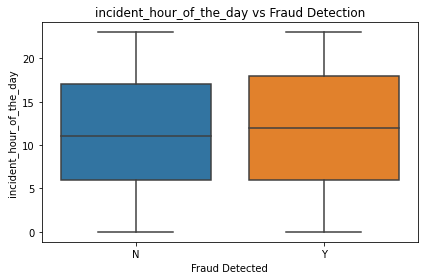 incident_hour_of_the_day vs Fraud Detection
incident_hour_of_the_day
20
15
10
5
0
N
Y
Fraud Detected